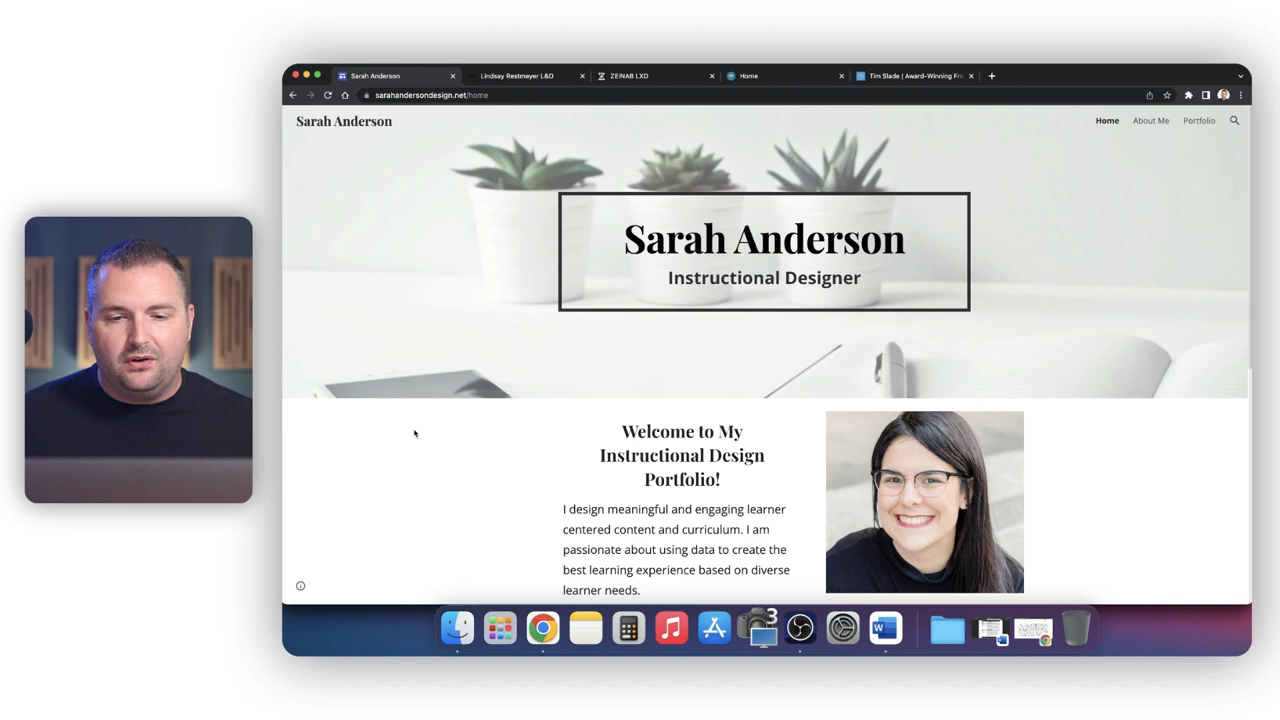 Sarah Anderson
Lindsay Restmeyer L&D
ZEINAB LXD
Home
Tim Slade | Award-Winning Fre
sarahandersondesign.net/home
Sarah Anderson
Home
About Me
Portfolio
Sarah Anderson
Instructional Designer
Welcome to My
Instructional Design
Portfolio!
I design meaningful and engaging learner
centered content and curriculum. I am
passionate about using data to create the
best learning experience based on diverse
learner needs.
3
W